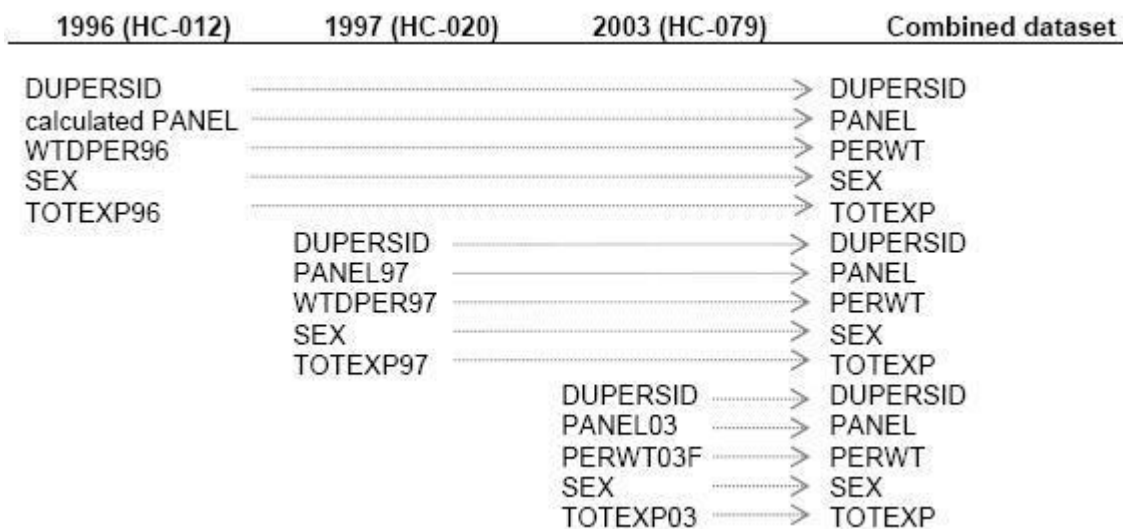 1996 (HC-012) 1997 (HC-020) 2003 (HC-079) Combined dataset
DUPERSID DUPERSID
calculated PANEL PANEL
WTDPER96 PERWT
SEX SEX
TOTEXP96 TOTEXP
DUPERSID DUPERSID
PANEL97 PANEL
WTDPER97 PERWT
SEX SEX
TOTEXP97 TOTEXP
DUPERSID DUPERSID
PANEL03 PANEL
PERWT03F PERWT
SEX SEX
TOTEXP03 TOTEXP